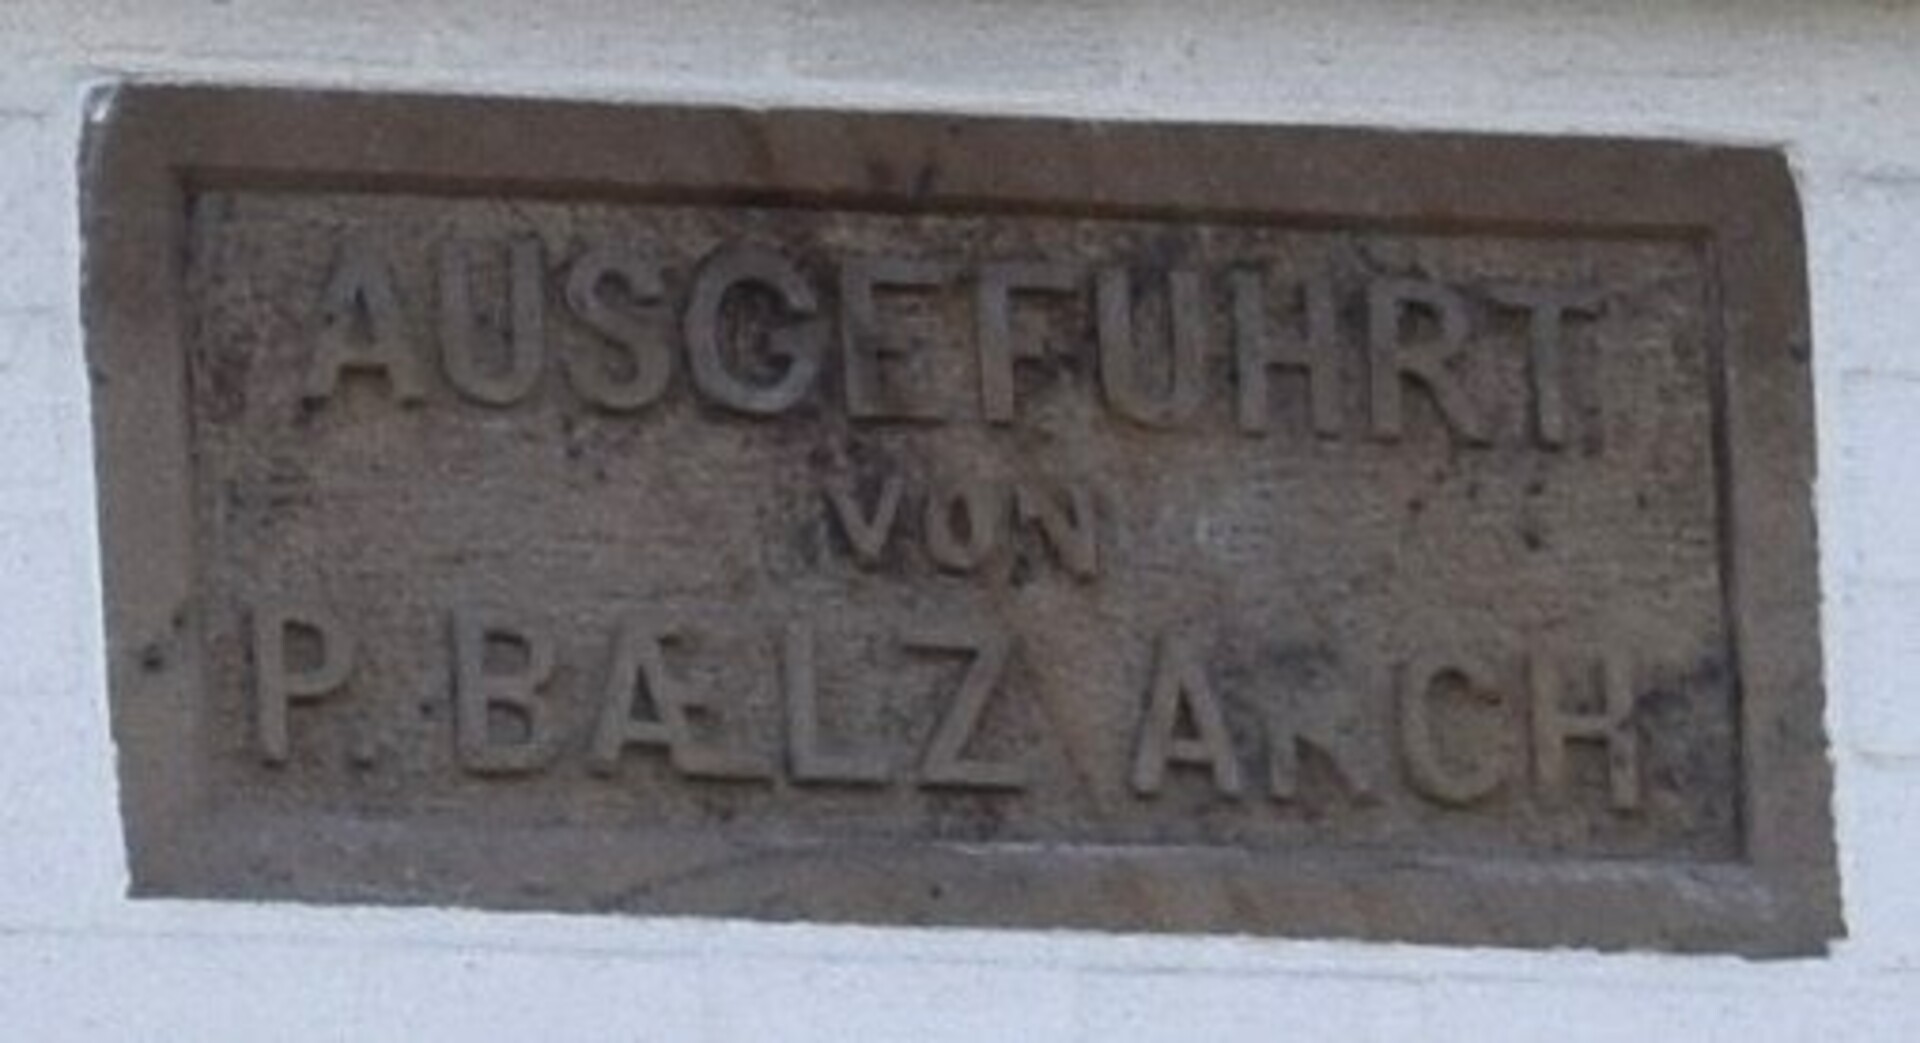 AUSGEFUHRT
VON
P. BÆLZ ARCH